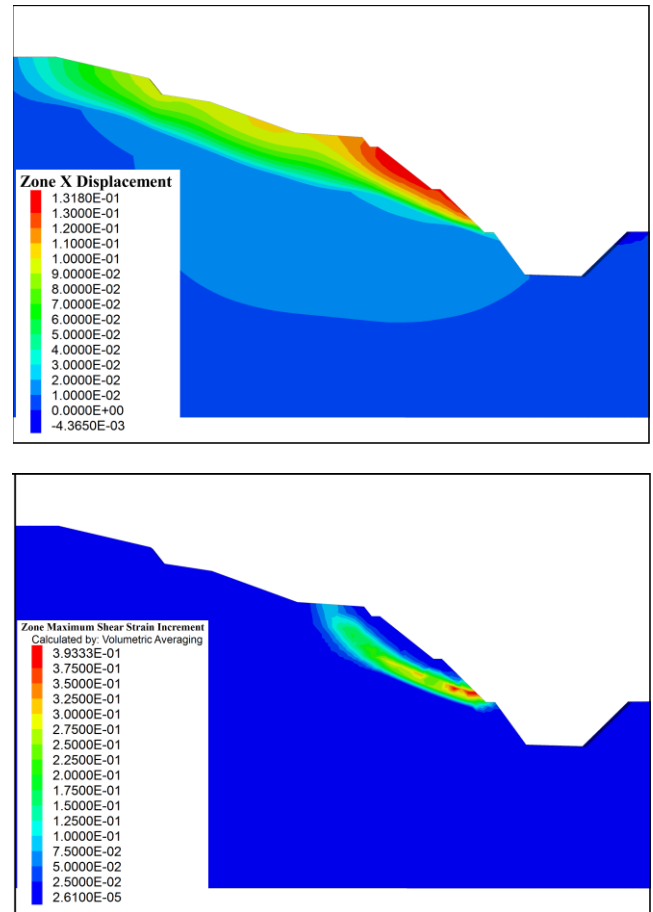 Zone X Displacement
1.3180E-01
1.3000E-01
1.2000E-01
1.1000E-01
1.0000E-01
9.0000E-02
8.0000E-02
7.0000E-02
6.0000E-02
5.0000E-02
4.0000E-02
3.0000E-02
2.0000E-02
1.0000E-02
0.0000E+00
-4.3650E-03
Zone Maximum Shear Strain Increment
Calculated by: Volumetric Averaging
3.9333E-01
3.7500E-01
3.5000E-01
3.2500E-01
3.0000E-01
2.7500E-01
2.5000E-01
2.2500E-01
2.0000E-01
1.7500E-01
1.5000E-01
1.2500E-01
1.0000E-01
7.5000E-02
5.0000E-02
2.5000E-02
2.6100E-05